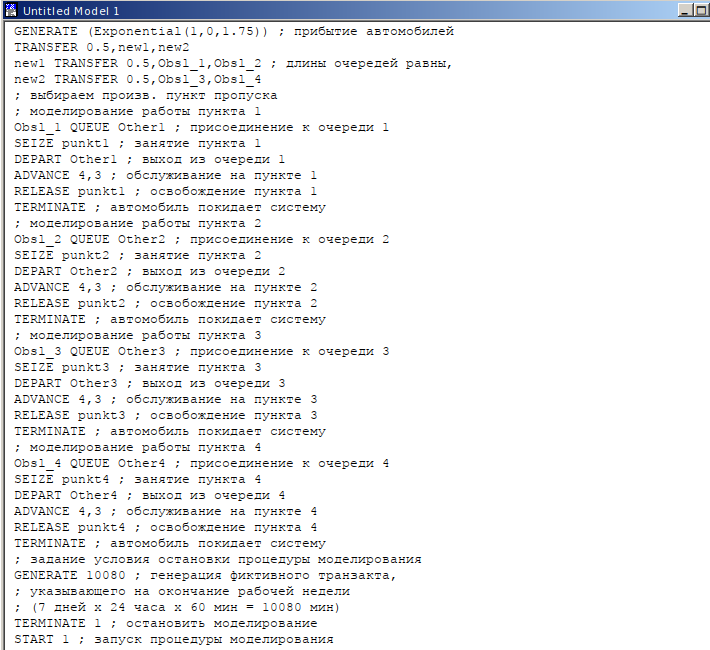 Untitled Model 1
GENERATE (Exponential(1,0,1.75)) ; прибытие автомобилей
TRANSFER 0.5,new1,new2
new1 TRANSFER 0.5,Obsl_1,Obsl_2 ; длины очередей равны,
new2 TRANSFER 0.5,Obsl_3,Obsl_4
; выбираем произв. пункт пропуска
; моделирование работы пункта 1
Obsl_1 QUEUE Other1 ; присоединение к очереди 1
SEIZE punkt1 ; занятие пункта 1
DEPART Other1 ; выход из очереди 1
ADVANCE 4,3 ; обслуживание на пункте 1
RELEASE punkt1 ; освобождение пункта 1
TERMINATE ; автомобиль покидает систему
; моделирование работы пункта 2
Obsl_2 QUEUE Other2 ; присоединение к очереди 2
SEIZE punkt2 ; занятие пункта 2
DEPART Other2 ; выход из очереди 2
ADVANCE 4,3 ; обслуживание на пункте 2
RELEASE punkt2 ; освобождение пункта 2
TERMINATE ; автомобиль покидает систему
; моделирование работы пункта 3
Obsl_3 QUEUE Other3 ; присоединение к очереди 3
SEIZE punkt3 ; занятие пункта 3
DEPART Other3 ; выход из очереди 3
ADVANCE 4,3 ; обслуживание на пункте 3
RELEASE punkt3 ; освобождение пункта 3
TERMINATE ; автомобиль покидает систему
; моделирование работы пункта 4
Obsl_4 QUEUE Other4 ; присоединение к очереди 4
SEIZE punkt4 ; занятие пункта 4
DEPART Other4 ; выход из очереди 4
ADVANCE 4,3 ; обслуживание на пункте 4
RELEASE punkt4 ; освобождение пункта 4
TERMINATE ; автомобиль покидает систему
; задание условия остановки процедуры моделирования
GENERATE 10080 ; генерация фиктивного транзакта,
; указывающего на окончание рабочей недели
; (7 дней x 24 часа x 60 мин = 10080 мин)
TERMINATE 1 ; остановить моделирование
START 1 ; запуск процедуры моделирования